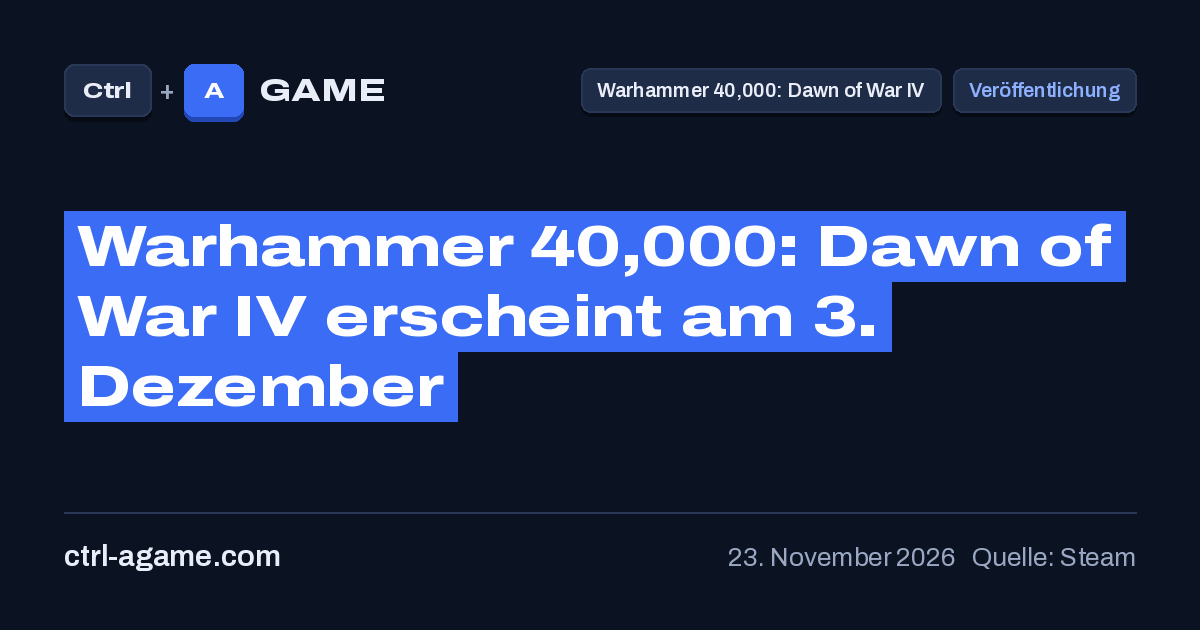 Ctrl + A GAME
Warhammer 40,000: Dawn of War IV
Veröffentlichung
Warhammer 40,000: Dawn of
War IV erscheint am 3.
Dezember
ctrl-agame.com
23. November 2026 Quelle: Steam